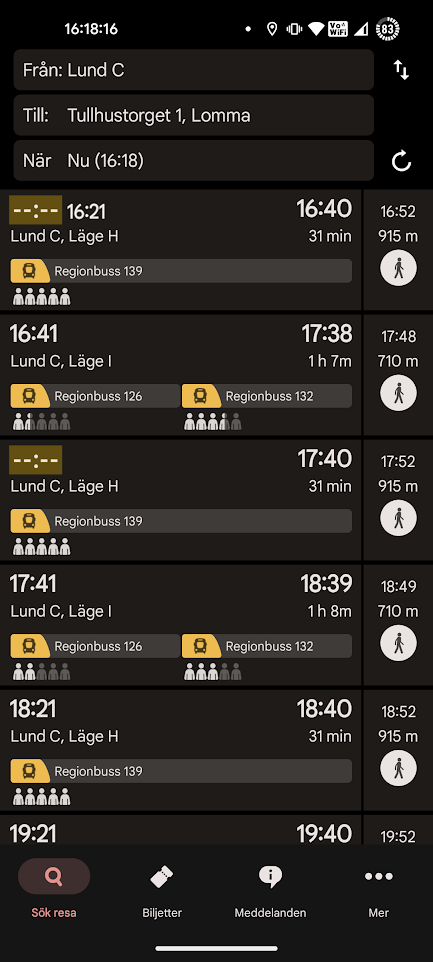 16:18:16
Vo WiFi 83
Från: Lund C
Till: Tullhustorget 1, Lomma
När Nu (16:18)
--:-- 16:21 16:40 16:52
Lund C, Läge H 31 min 915 m
Regionbuss 139
16:41 17:38 17:48
Lund C, Läge I 1 h 7m 710 m
Regionbuss 126 Regionbuss 132
--:-- 17:40 17:52
Lund C, Läge H 31 min 915 m
Regionbuss 139
17:41 18:39 18:49
Lund C, Läge I 1 h 8m 710 m
Regionbuss 126 Regionbuss 132
18:21 18:40 18:52
Lund C, Läge H 31 min 915 m
Regionbuss 139
19:21 19:40 19:52
Sök resa Biljetter Meddelanden Mer